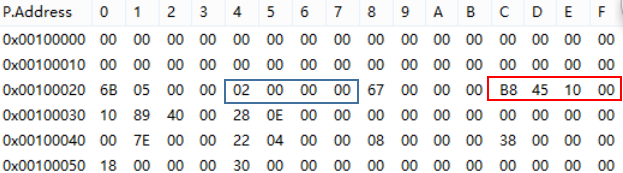 P.Address 0 1 2 3 4 5 6 7 8 9 A B C D E F
0x00100000 00 00 00 00 00 00 00 00 00 00 00 00 00 00 00 00
0x00100010 00 00 00 00 00 00 00 00 00 00 00 00 00 00 00 00
0x00100020 6B 05 00 00 02 00 00 00 67 00 00 00 B8 45 10 00
0x00100030 10 89 40 00 28 0E 00 00 00 00 00 00 00 00 00 00
0x00100040 00 7E 00 00 22 04 00 00 08 00 00 00 38 00 00 00
0x00100050 18 00 00 00 30 00 00 00 00 00 00 00 00 00 00 00